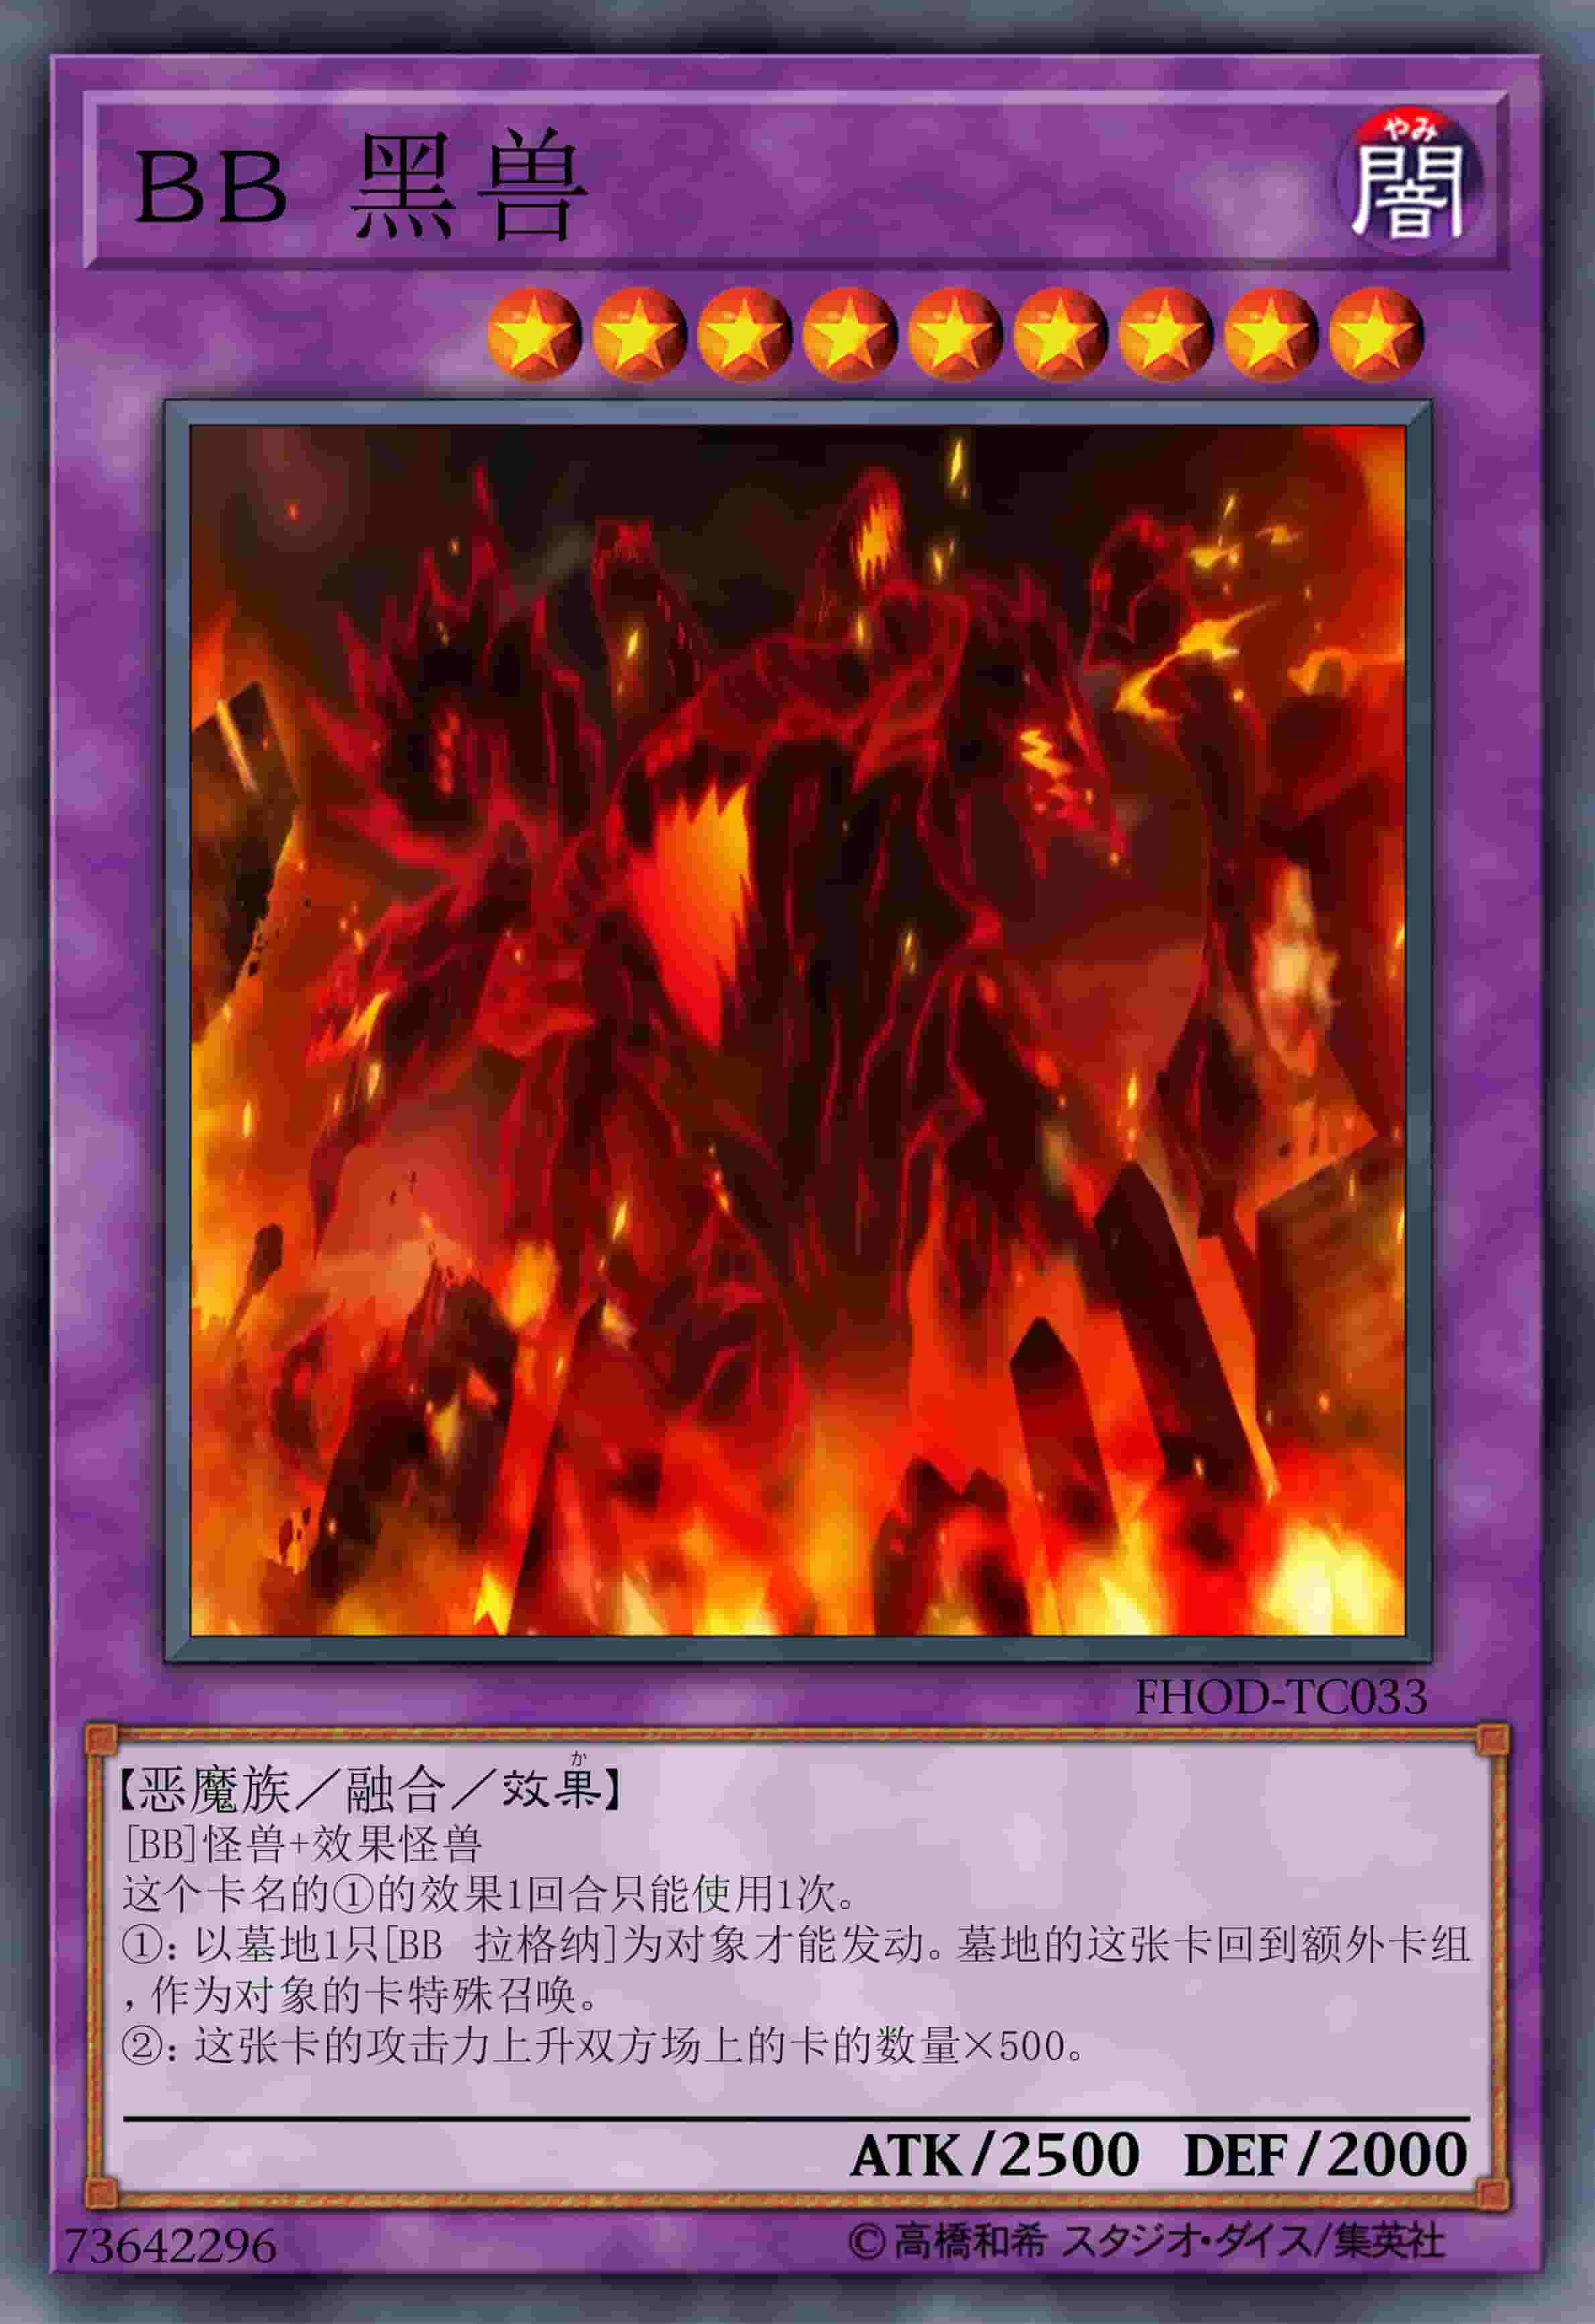 BB 黑兽
やみ
闇
FHOD-TC033
か
【恶魔族／融合／效果】
[BB]怪兽+效果怪兽
这个卡名的①的效果1回合只能使用1次。
①：以墓地1只[BB 拉格纳]为对象才能发动。墓地的这张卡回到额外卡组
，作为对象的卡特殊召唤。
②：这张卡的攻击力上升双方场上的卡的数量×500。
ATK/2500 DEF/2000
73642296 ©高橋和希 スタジオ・ダイス/集英社